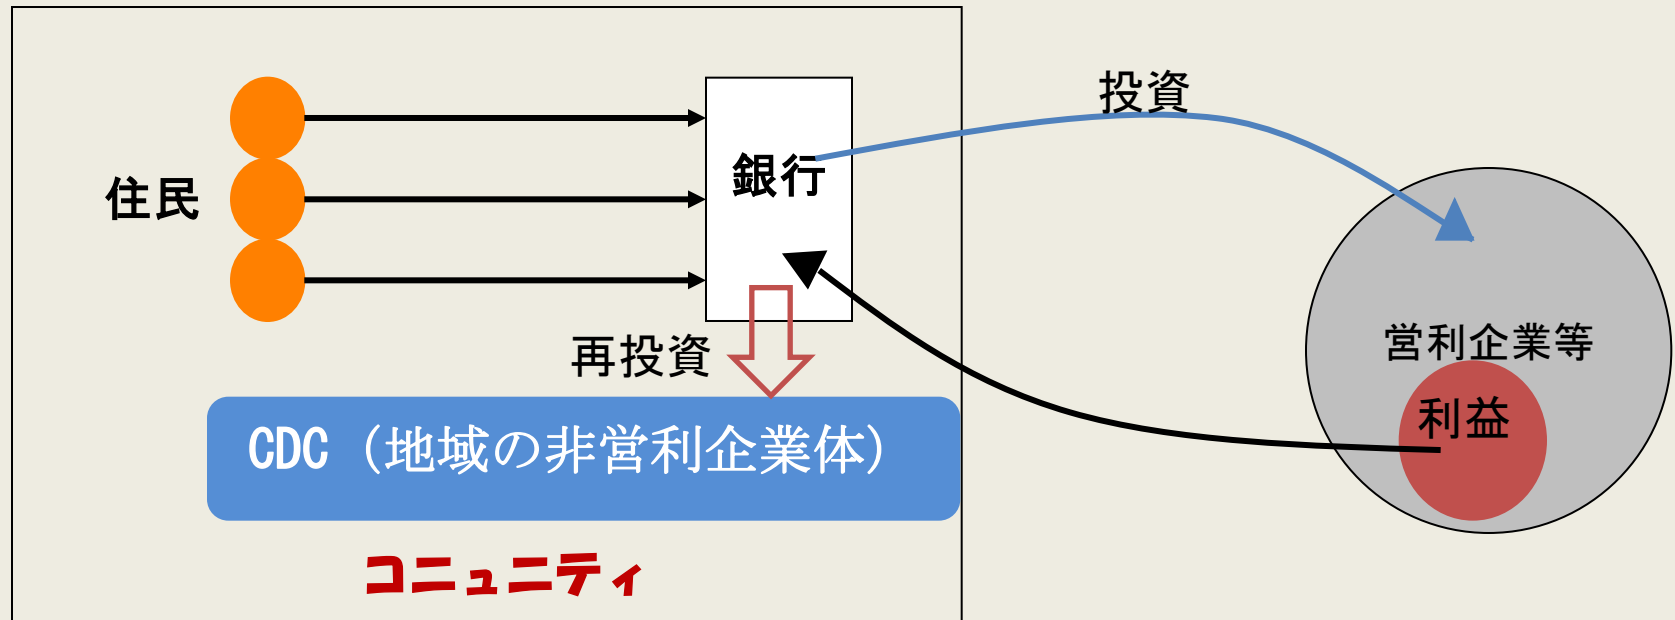 投資
銀行
住民
営利企業等
再投資
利益
CDC（地域の非営利企業体）
コニュニティ